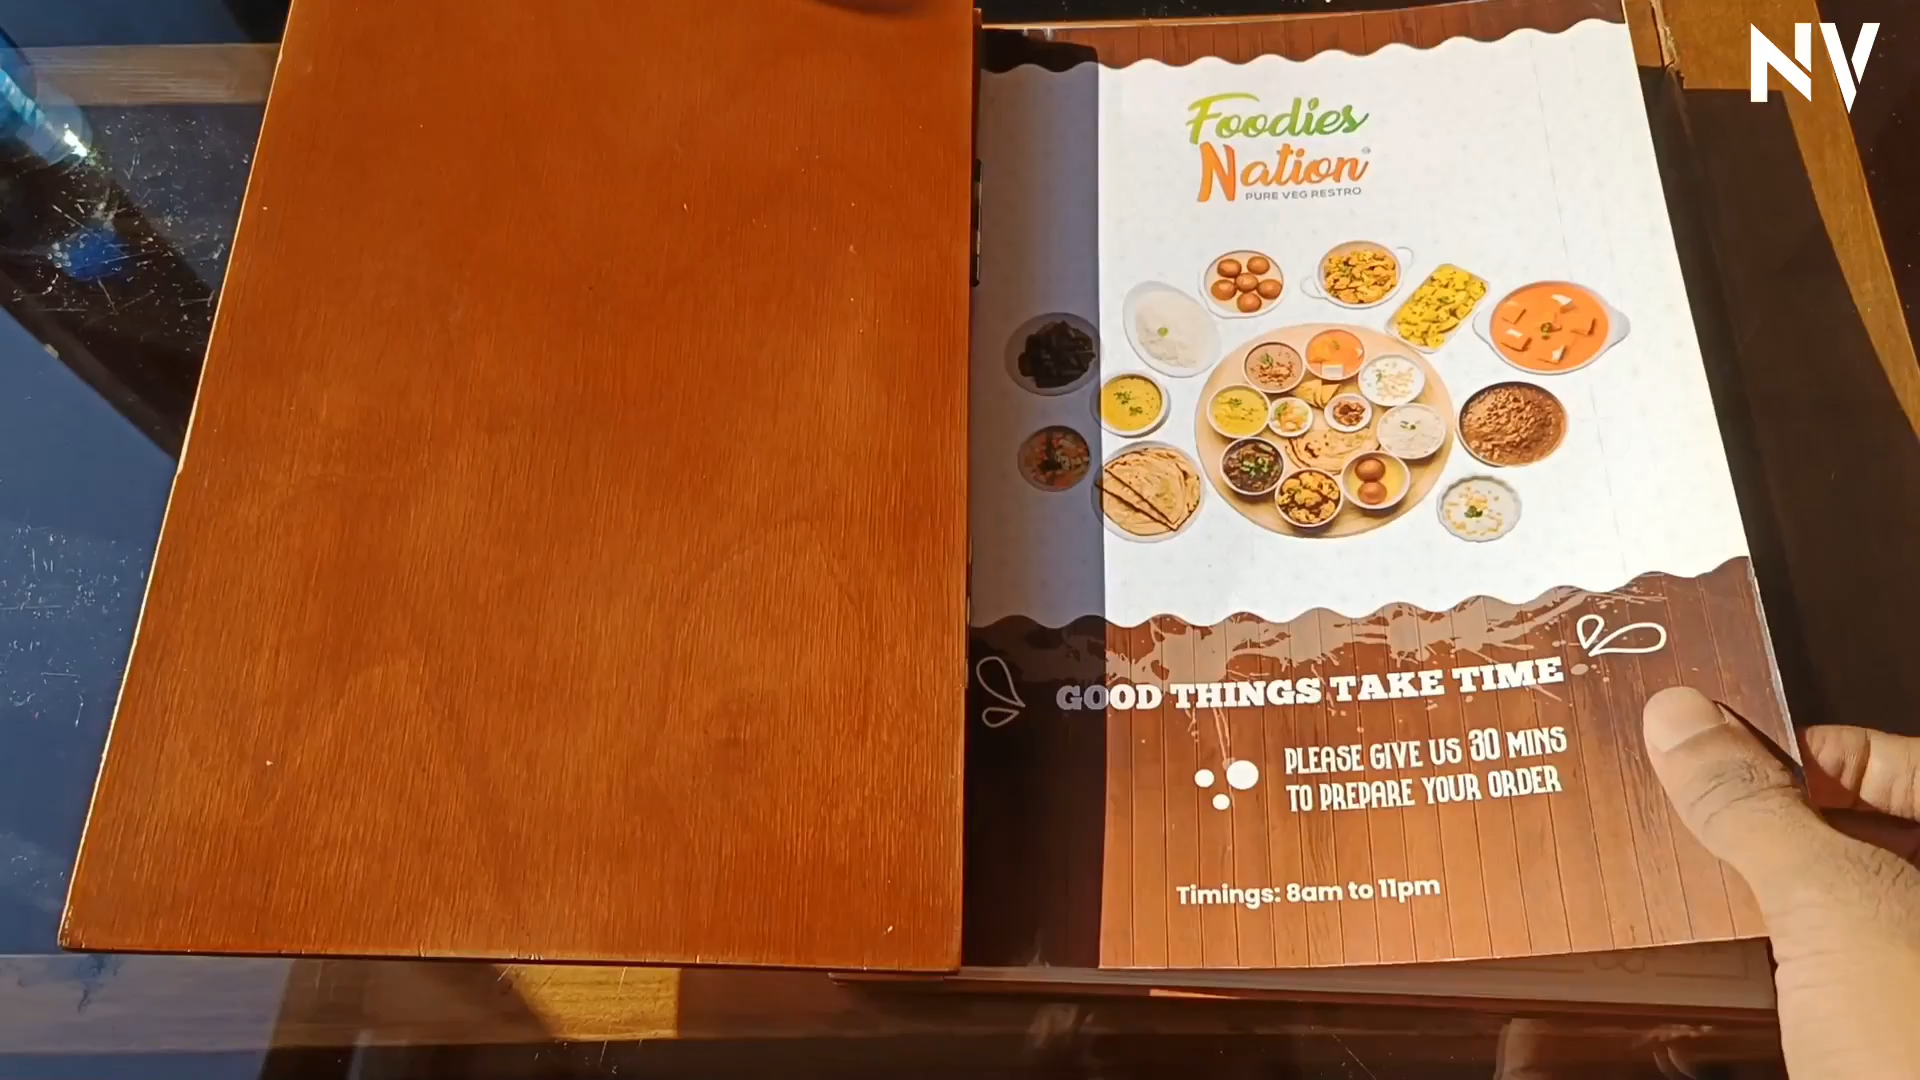 NV
Foodies
Nation
PURE VEG RESTRO
GOOD THINGS TAKE TIME
PLEASE GIVE US 30 MINS
TO PREPARE YOUR ORDER
Timings: 8am to 11pm